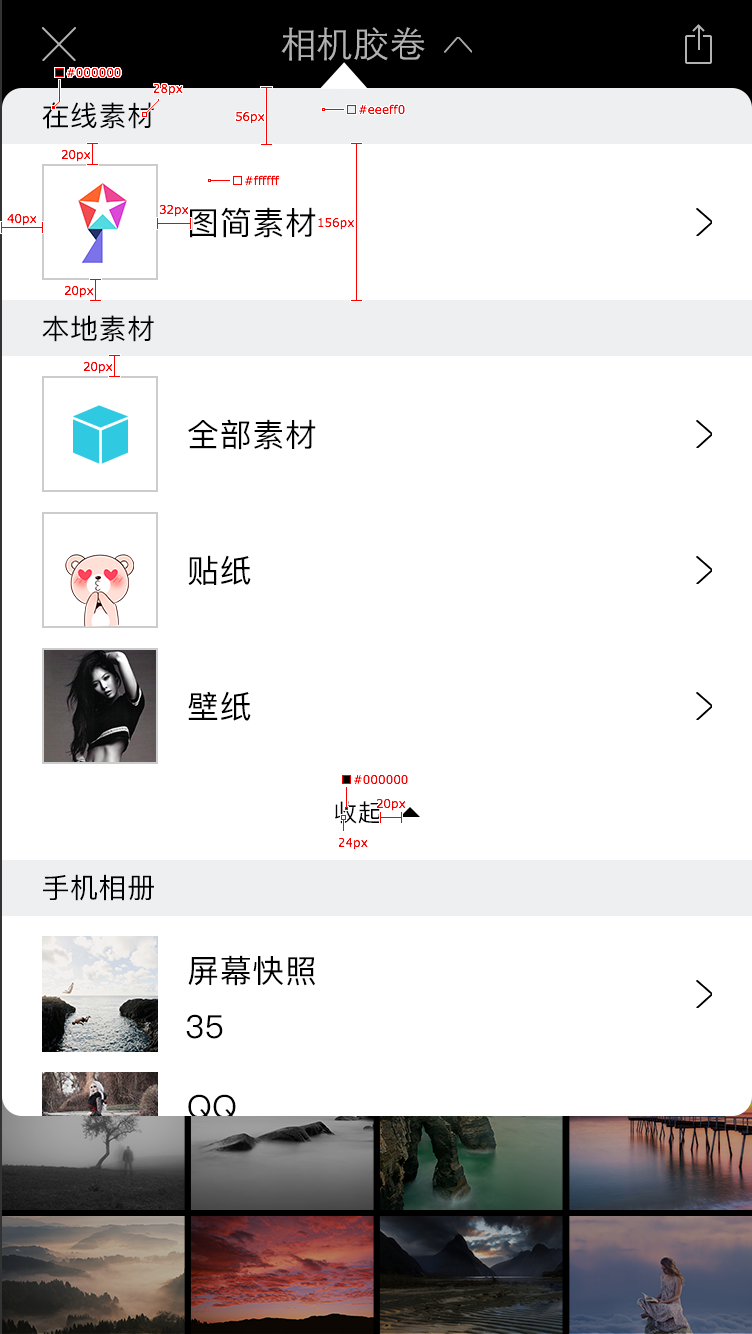 相机胶卷
#000000
28px
在线素材
56px
#eeeff0
20px
#ffffff
40px
32px
图简素材
156px
20px
本地素材
20px
全部素材
贴纸
壁纸
#000000
收起
20px
24px
手机相册
屏幕快照
35
QQ